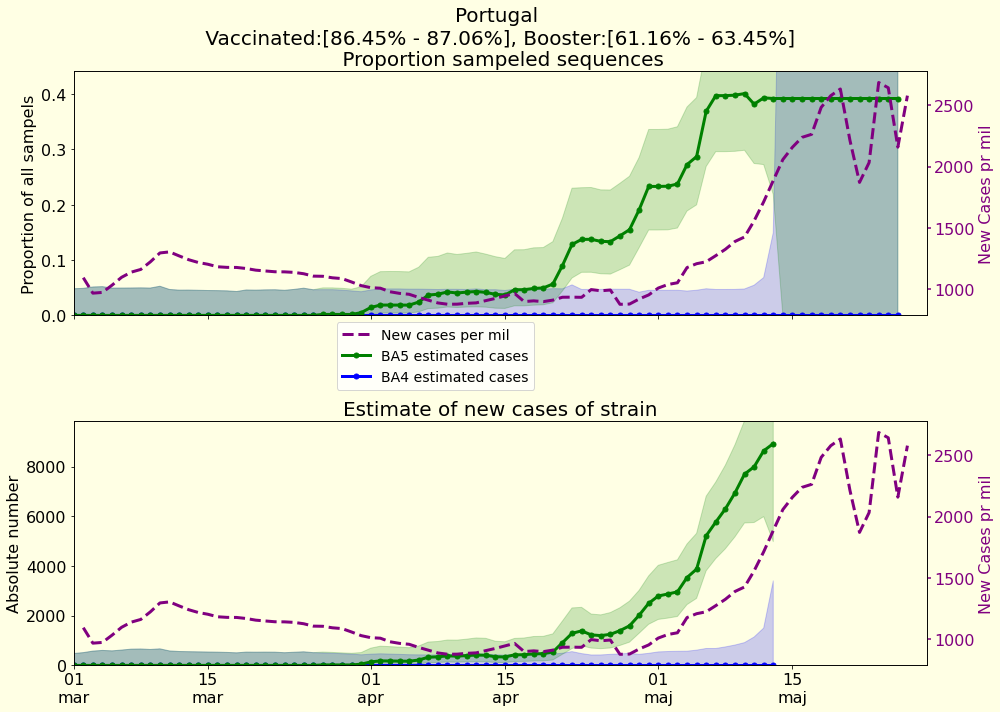 Portugal
Vaccinated:[86.45% - 87.06%], Booster:[61.16% - 63.45%]
Proportion sampeled sequences
Proportion of all sampels
0.4
0.3
0.2
0.1
0.0
2500
2000
1500
1000
New Cases pr mil
New cases per mil
BA5 estimated cases
BA4 estimated cases
Estimate of new cases of strain
Absolute number
8000
6000
4000
2000
0
2500
2000
1500
1000
New Cases pr mil
01 15 01 15 01 15
mar mar apr apr maj maj